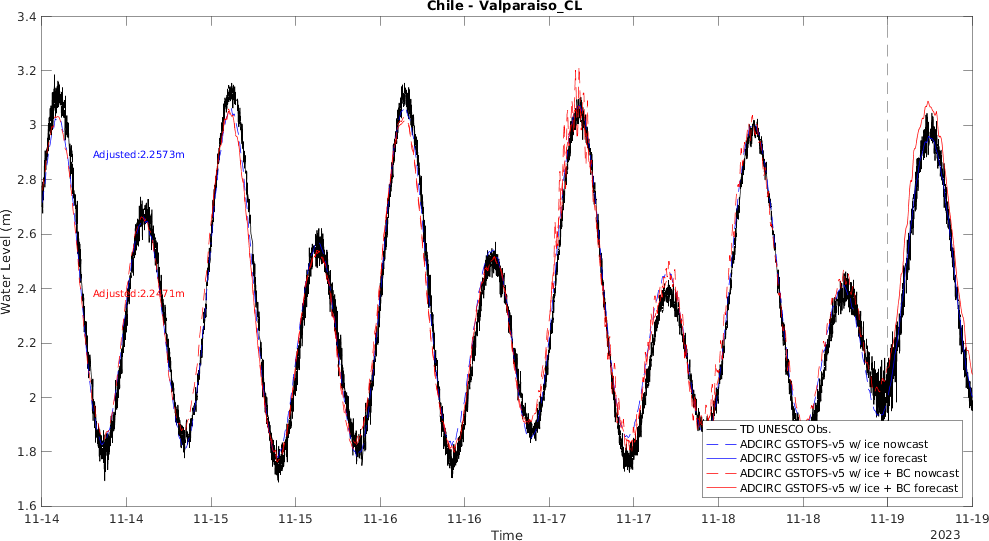 Chile - Valparaiso_CL
3.4
3.2
3
2.8
2.6
2.4
2.2
2
1.8
1.6
Water Level (m)
Adjusted:2.2573m
Adjusted:2.2471m
TD UNESCO Obs.
ADCIRC GSTOFS-v5 w/ ice nowcast
ADCIRC GSTOFS-v5 w/ ice forecast
ADCIRC GSTOFS-v5 w/ ice + BC nowcast
ADCIRC GSTOFS-v5 w/ ice + BC forecast
11-14 11-14 11-15 11-15 11-16 11-16 11-17 11-17 11-18 11-18 11-19 11-19
Time
2023